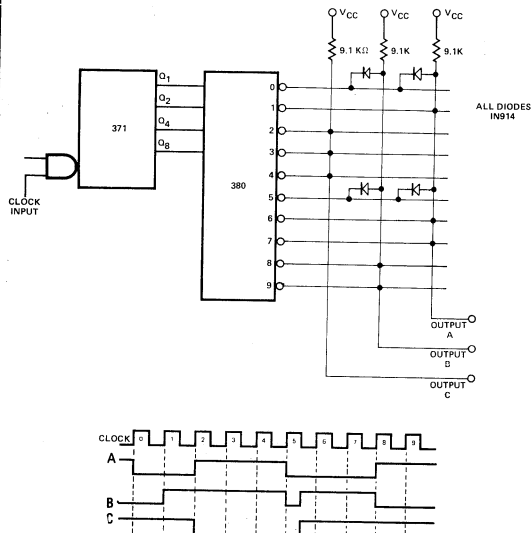 VCC VCC VCC
9.1 KΩ 9.1K 9.1K
Q1
Q2
Q4
Q8
371
380
0
1
2
3
4
5
6
7
8
9
ALL DIODES
IN914
CLOCK
INPUT
OUTPUT
A
OUTPUT
B
OUTPUT
C
CLOCK 0 1 2 3 4 5 6 7 8 9
A
B
C